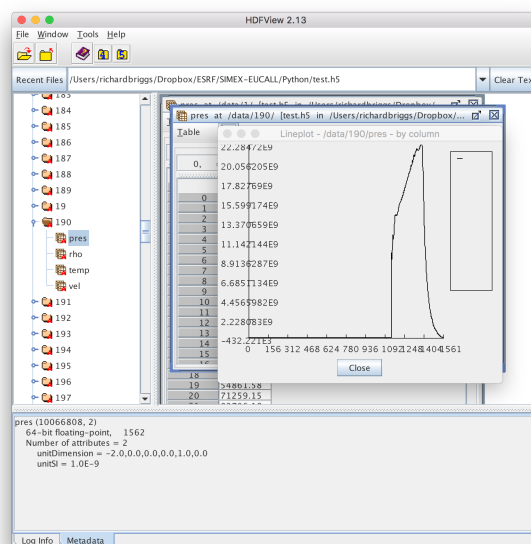 HDFView 2.13
File Window Tools Help
Recent Files /Users/richardbriggs/Dropbox/ESRF/SIMEX-EUCALL/Python/test.h5 Clear Tex
184
185
186
187
188
189
19
190
pres
rho
temp
vel
191
192
193
194
195
196
197
pres at /data/190/ [test.h5 in /Users/richardbriggs/Dropbox/...
Table
0,
0
1
2
3
4
5
6
7
8
9
10
11
12
13
14
15
18
19 54861.58
20 71259.15
Lineplot - /data/190/pres - by column
22.28472E9
20.056205E9
17.82769E9
15.599174E9
13.370659E9
11.142144E9
8.9136287E9
6.6851134E9
4.4565982E9
2.228083E9
-432.221E3
0 156 312 468 624 780 936 1092 1248 1404 1561
Close
pres (10066808, 2)
64-bit floating-point, 1562
Number of attributes = 2
unitDimension = -2.0,0.0,0.0,0.0,1.0,0.0
unitSI = 1.0E-9
Log Info Metadata